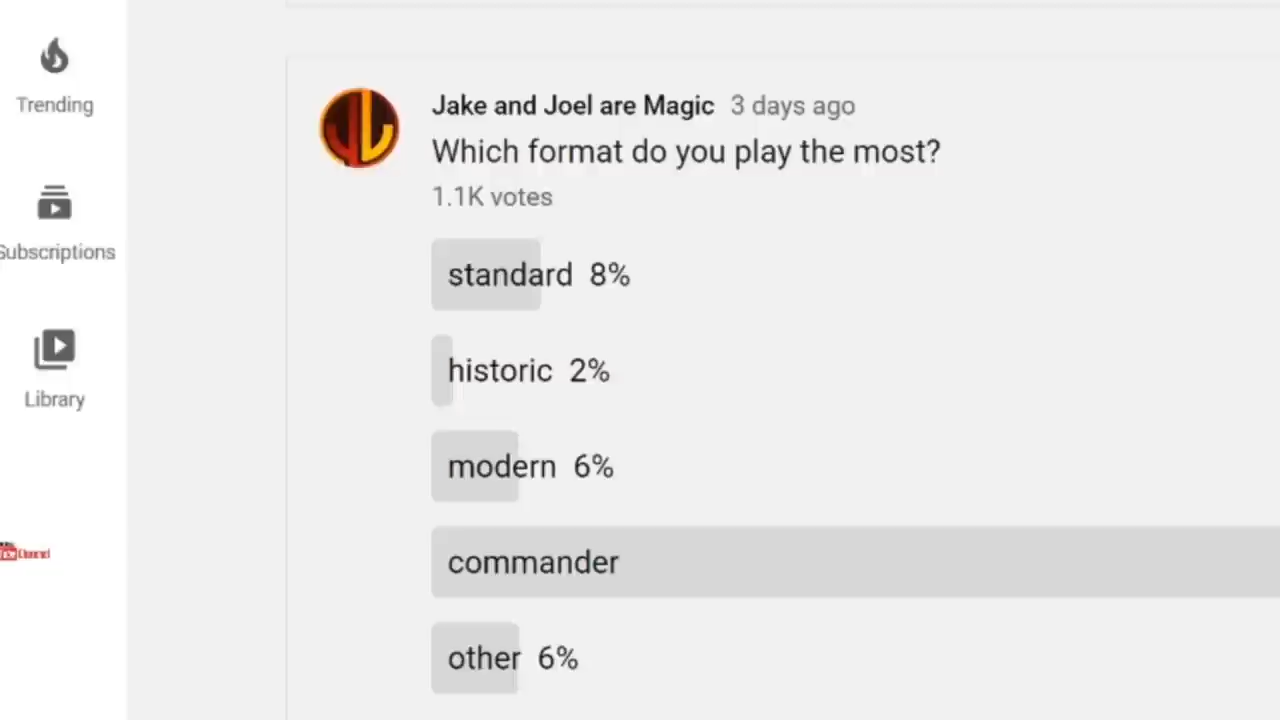 Trending
Subscriptions
Library
Channel
Jake and Joel are Magic 3 days ago
Which format do you play the most?
1.1K votes
standard 8%
historic 2%
modern 6%
commander
other 6%